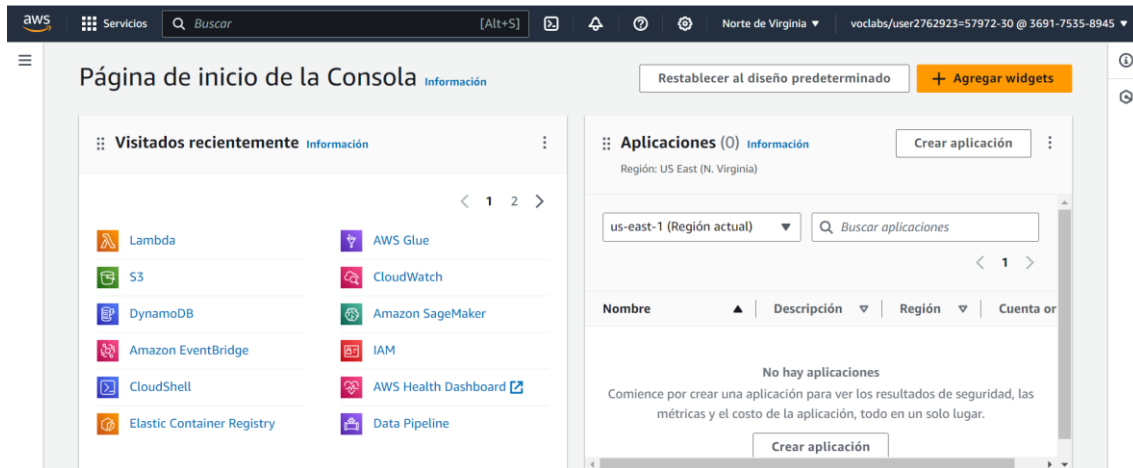 aws Servicios Buscar [Alt+S] Norte de Virginia voclabs/user2762923=57972-30 @ 3691-7535-8945
Página de inicio de la Consola Información
Restablecer al diseño predeterminado
+ Agregar widgets
Visitados recientemente Información
1 2
Lambda
S3
DynamoDB
Amazon EventBridge
CloudShell
Elastic Container Registry
AWS Glue
CloudWatch
Amazon SageMaker
IAM
AWS Health Dashboard
Data Pipeline
Aplicaciones (0) Información
Región: US East (N. Virginia)
Crear aplicación
us-east-1 (Región actual)
Buscar aplicaciones
1
Nombre Descripción Región Cuenta or
No hay aplicaciones
Comience por crear una aplicación para ver los resultados de seguridad, las
métricas y el costo de la aplicación, todo en un solo lugar.
Crear aplicación